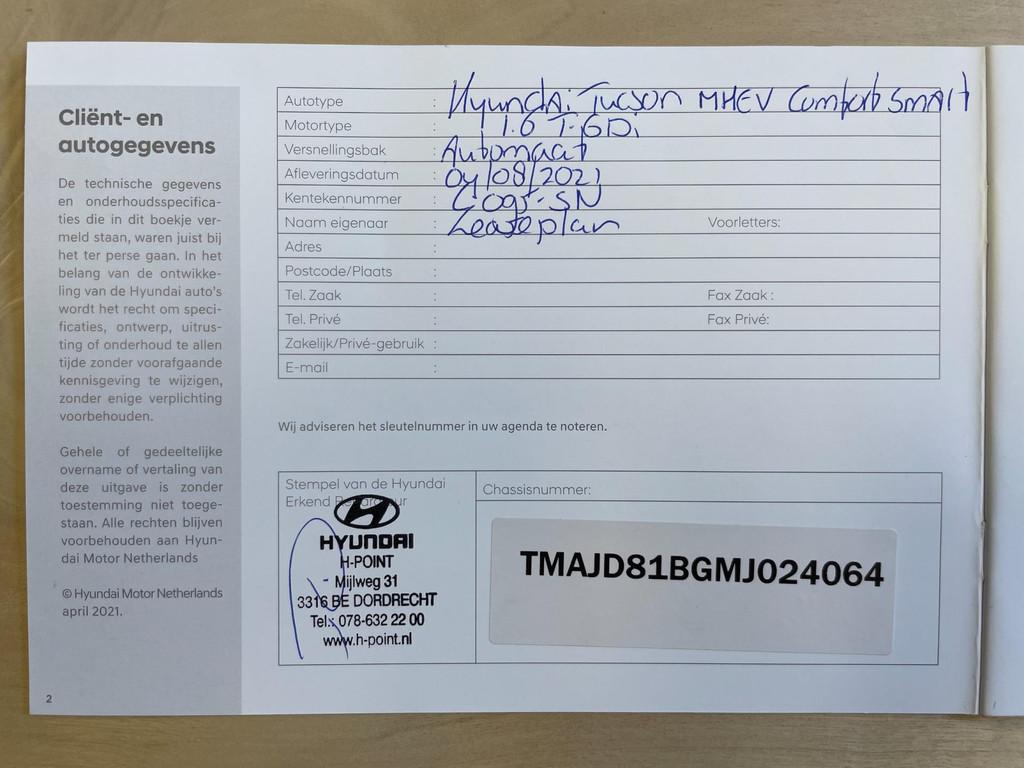 Cliënt- en
autogegevens
De technische gegevens
en onderhoudsspecifica-
ties die in dit boekje ver-
meld staan, waren juist bij
het ter perse gaan. In het
belang van de ontwikke-
ling van de Hyundai auto's
wordt het recht om speci-
ficaties, ontwerp, uitrus-
ting of onderhoud te allen
tijde zonder voorafgaande
kennisgeving te wijzigen,
zonder enige verplichting
voorbehouden.
Gehele of gedeeltelijke
overname of vertaling van
deze uitgave is zonder
toestemming niet toege-
staan. Alle rechten blijven
voorbehouden aan Hyun-
dai Motor Netherlands
© Hyundai Motor Netherlands
april 2021.
2
Autotype : Hyundai Tucson MHEV Comfort Smart
Motortype : 1.6 T-GDi
Versnellingsbak : Automaat
Afleveringsdatum : 04/08/2021
Kentekennummer :
Naam eigenaar : Leaseplan Voorletters:
Adres :
Postcode/Plaats :
Tel. Zaak : Fax Zaak :
Tel. Privé : Fax Privé:
Zakelijk/Privé-gebruik :
E-mail :
Wij adviseren het sleutelnummer in uw agenda te noteren.
Stempel van de Hyundai
Erkend Reparateur
HYUNDAI
H-POINT
Mijlweg 31
3316 BE DORDRECHT
Tel.: 078-632 22 00
www.h-point.nl
Chassisnummer:
TMAJD81BGMJ024064